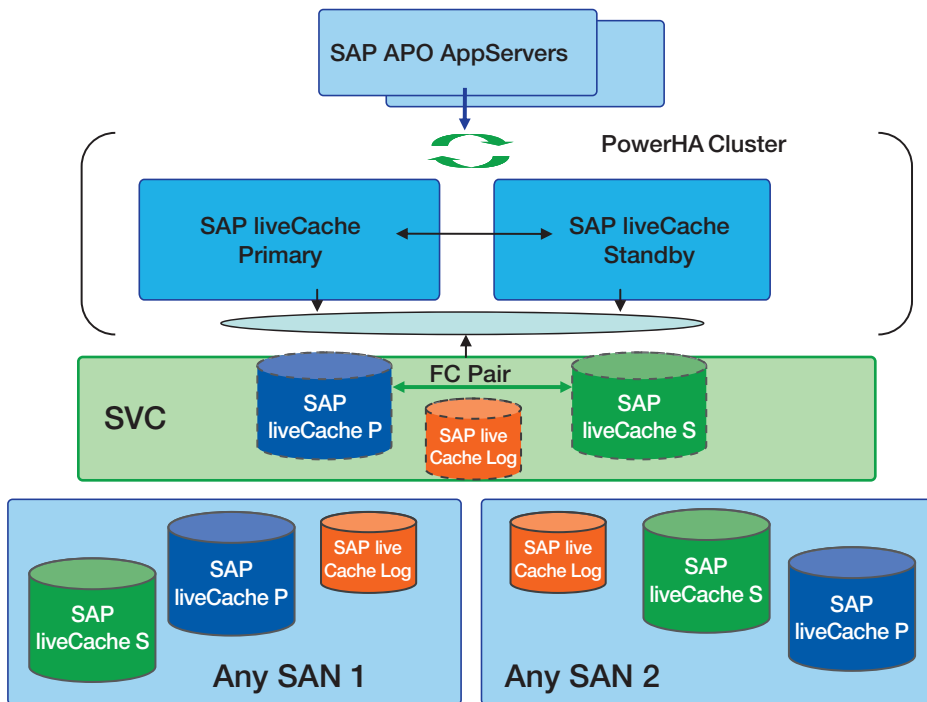 SAP APO AppServers
PowerHA Cluster
SAP liveCache
Primary
SAP liveCache
Standby
SVC
SAP
liveCache P
FC Pair
SAP live
Cache Log
SAP
liveCache S
SAP
liveCache S
SAP
liveCache P
SAP live
Cache Log
Any SAN 1
SAP live
Cache Log
SAP
liveCache S
SAP
liveCache P
Any SAN 2